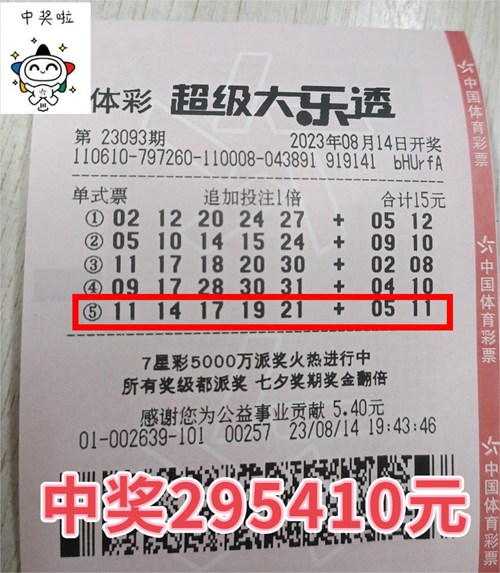 中奖啦
体彩 超级大乐透
第 23093期 2023年08月14日开奖
110610-797260-110008-043891 919141 bHUrfA
单式票 追加投注1倍 合计15元
① 02 12 20 24 27 + 05 12
② 05 10 14 15 24 + 09 10
③ 11 17 18 20 30 + 02 08
④ 09 17 28 30 31 + 04 10
⑤ 11 14 17 19 21 + 05 11
7星彩5000万派奖火热进行中
所有奖级都派奖 七夕奖期奖金翻倍
感谢您为公益事业贡献 5.40元
01-002639-101 00257 23/08/14 19:43:46
中奖295410元
中国体育彩票
中国体育彩票
中国体育彩票